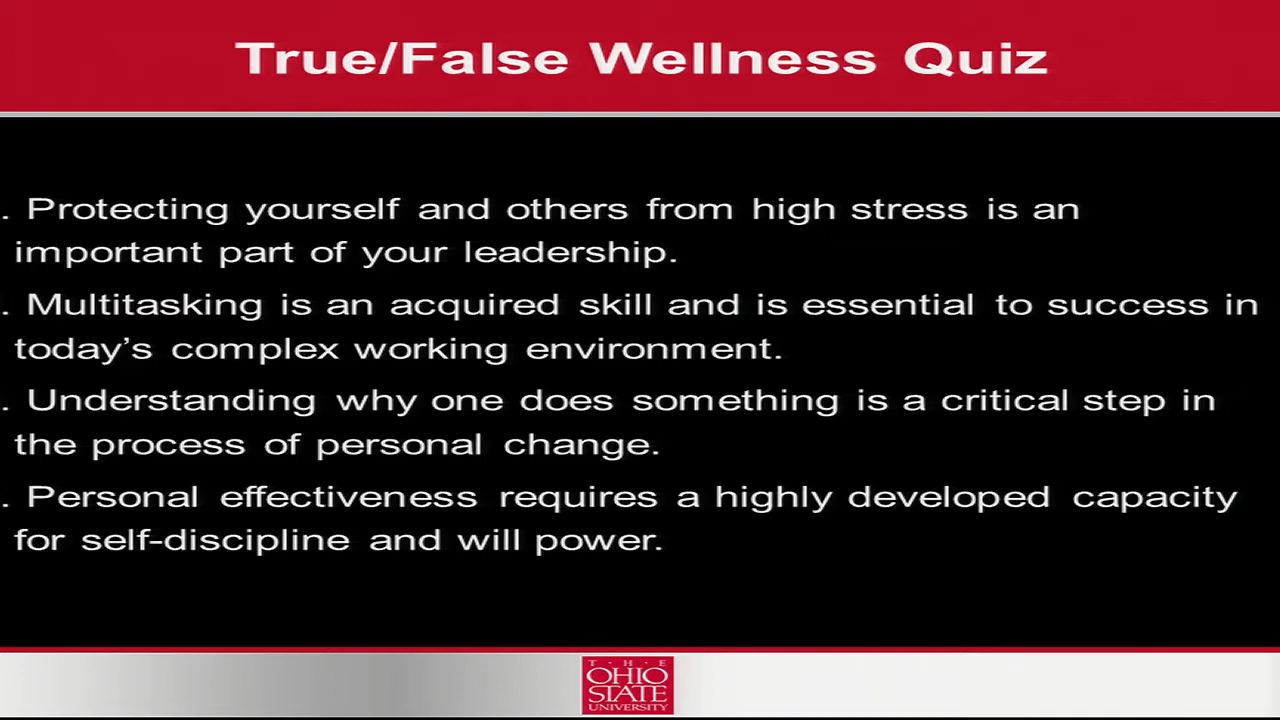 True/False Wellness Quiz
. Protecting yourself and others from high stress is an
important part of your leadership.
. Multitasking is an acquired skill and is essential to success in
today’s complex working environment.
. Understanding why one does something is a critical step in
the process of personal change.
. Personal effectiveness requires a highly developed capacity
for self-discipline and will power.
T · H · E
OHIO
STATE
UNIVERSITY